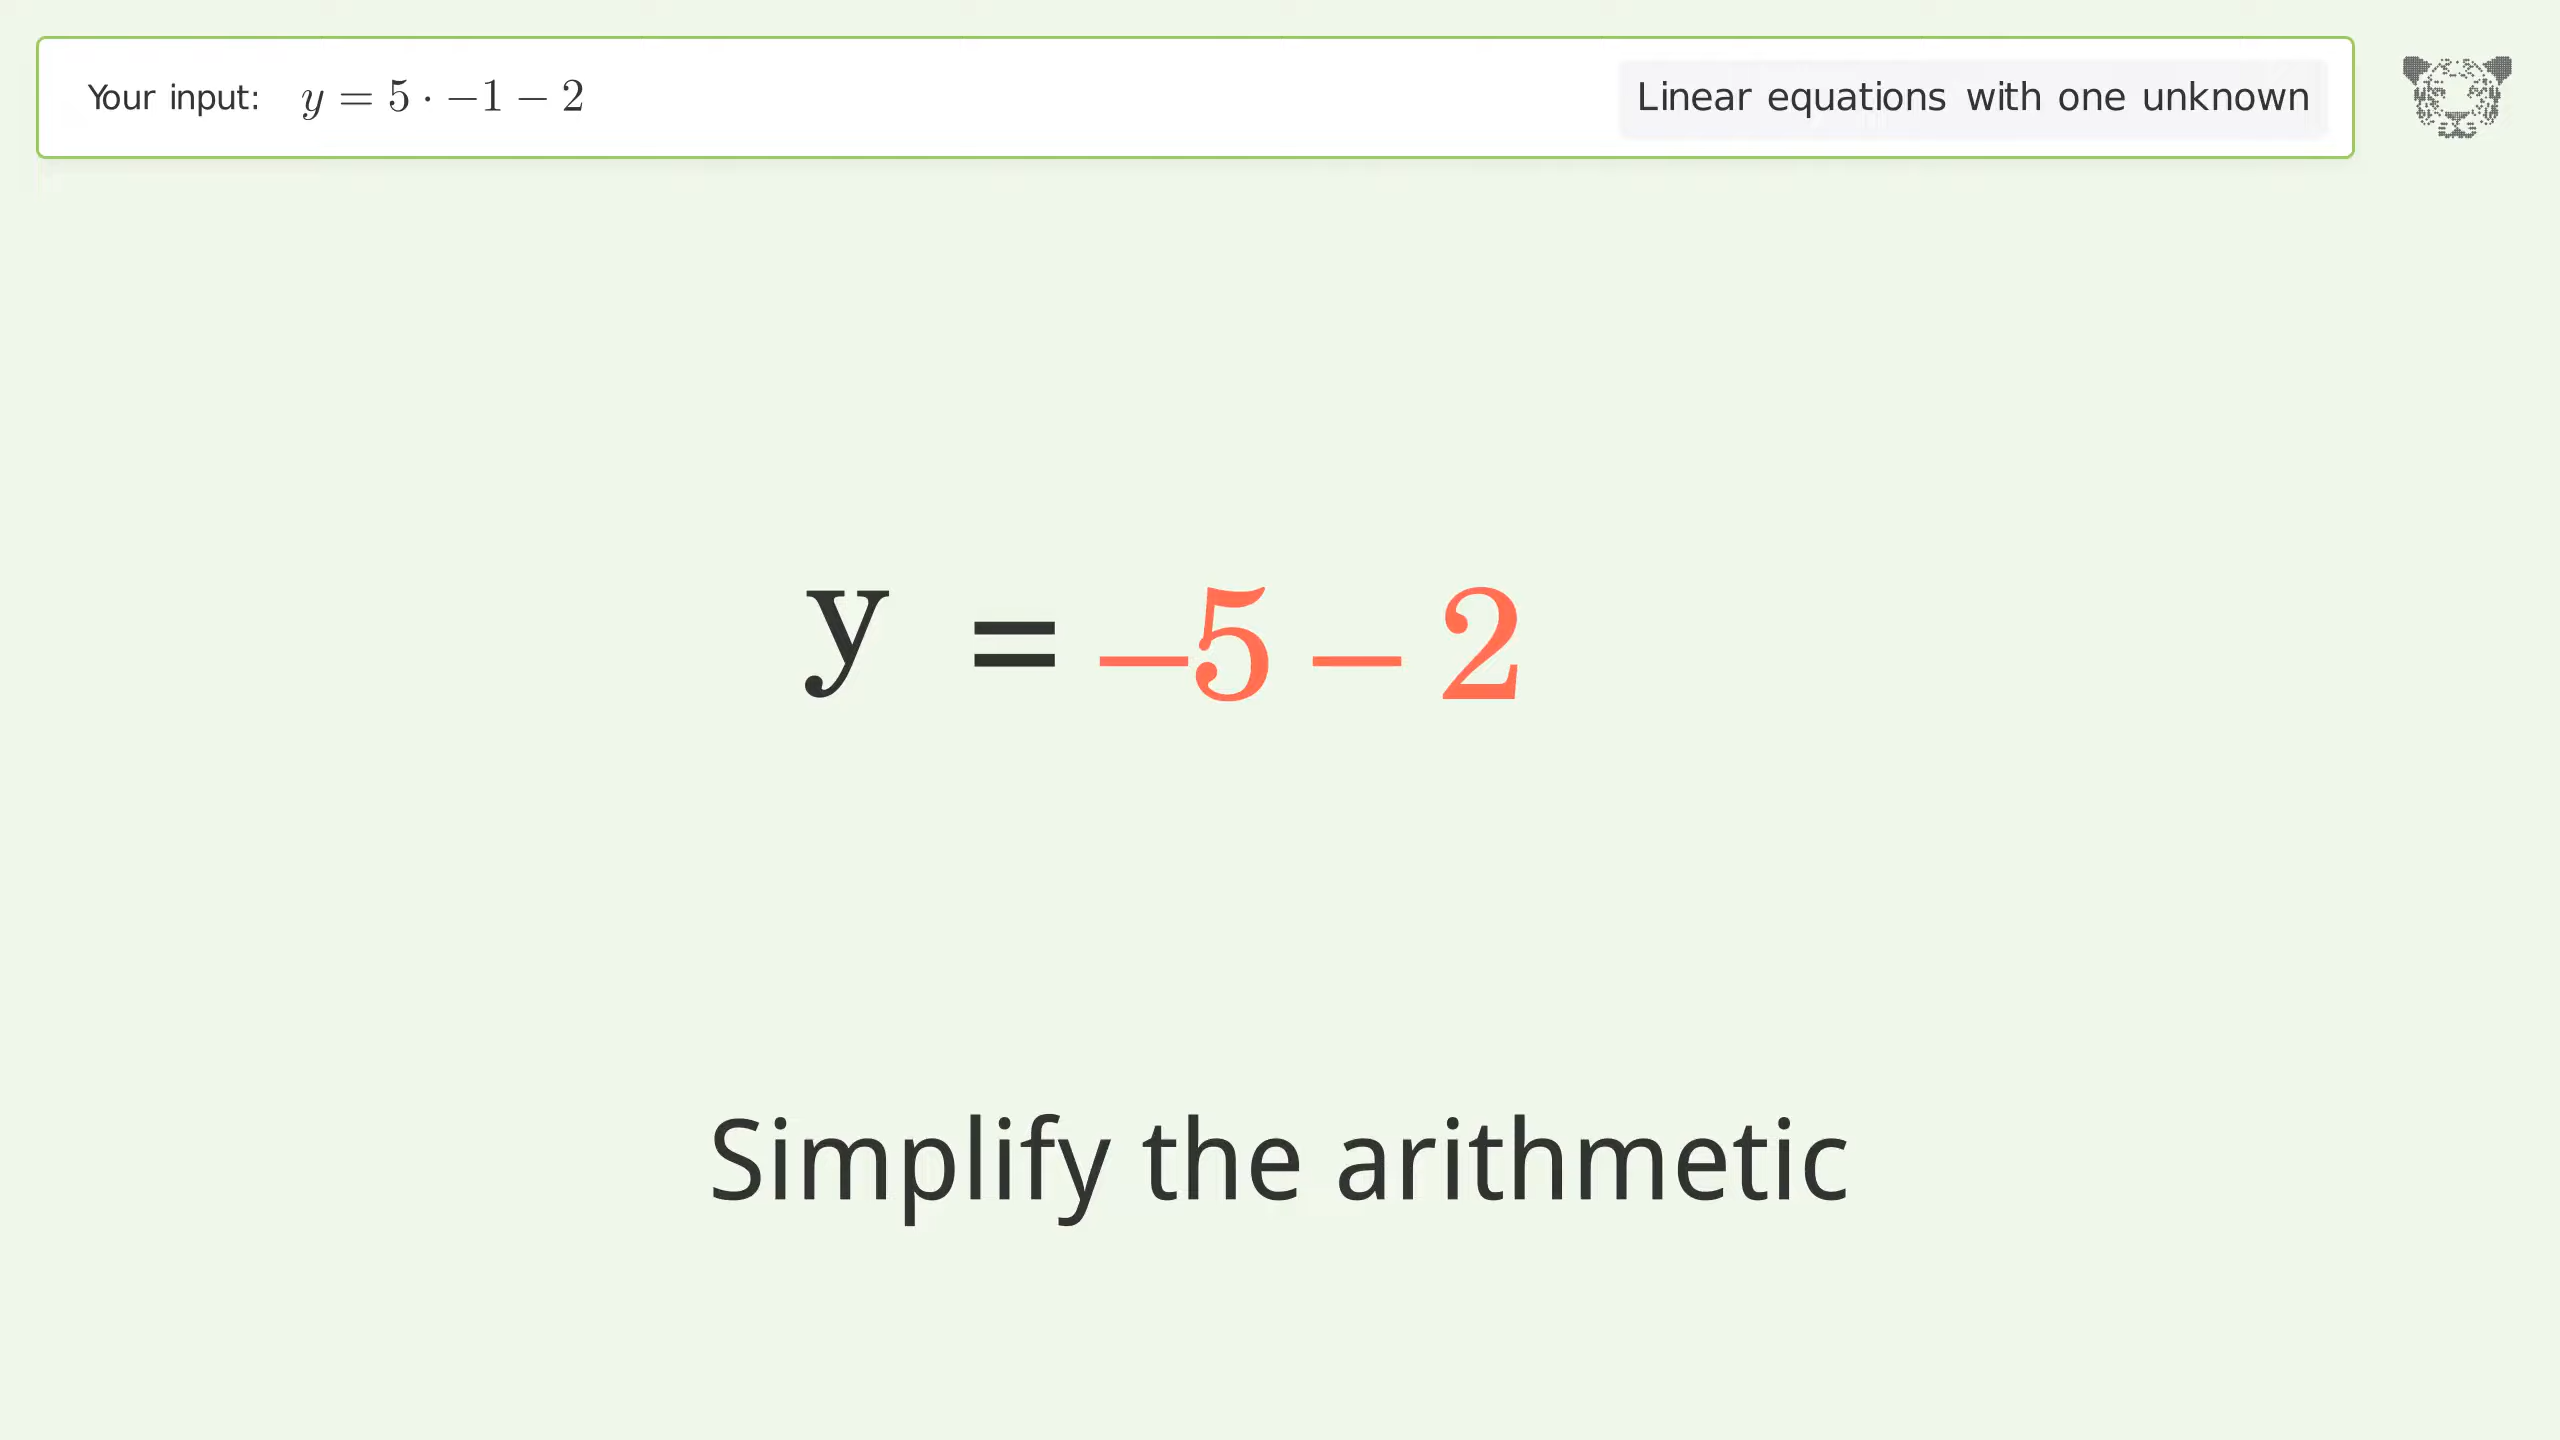 Your input: y = 5 · −1 − 2
Linear equations with one unknown
y = −5 − 2
Simplify the arithmetic